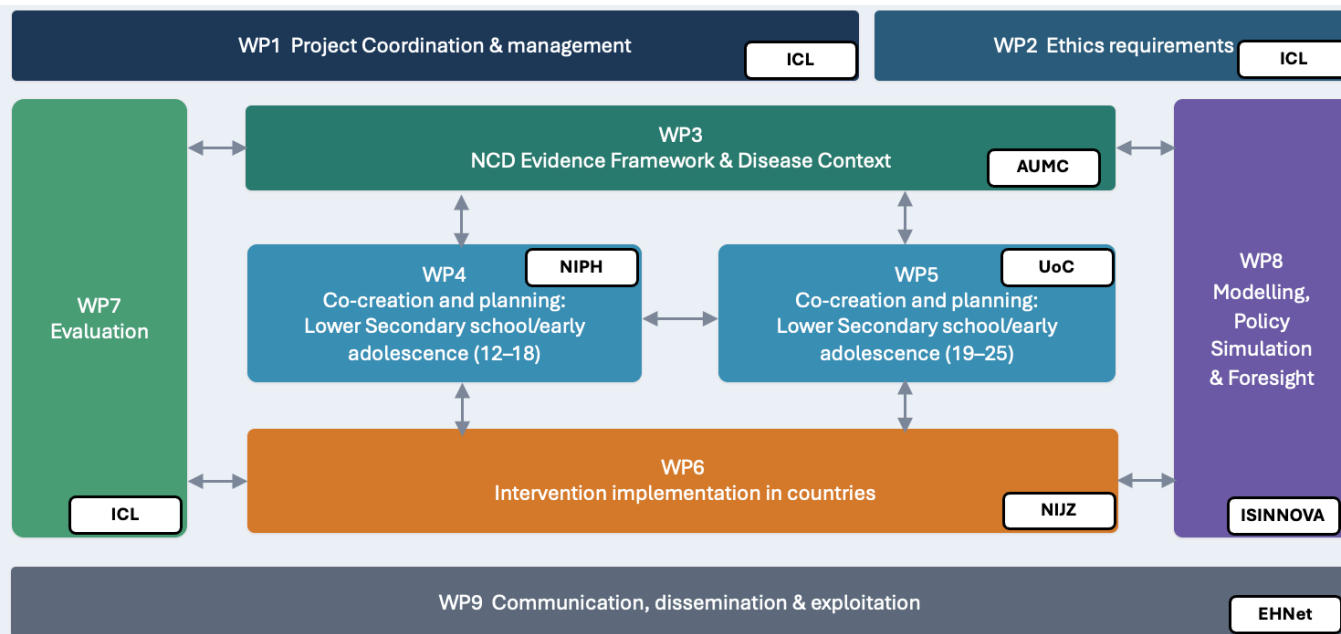 WP1 Project Coordination & management
ICL
WP2 Ethics requirements
ICL
WP3
NCD Evidence Framework & Disease Context
AUMC
WP7
Evaluation
ICL
WP4
NIPH
Co-creation and planning:
Lower Secondary school/early
adolescence (12–18)
WP5
UoC
Co-creation and planning:
Lower Secondary school/early
adolescence (19–25)
WP8
Modelling,
Policy
Simulation
& Foresight
ISINNOVA
WP6
Intervention implementation in countries
NIJZ
WP9 Communication, dissemination & exploitation
EHNet